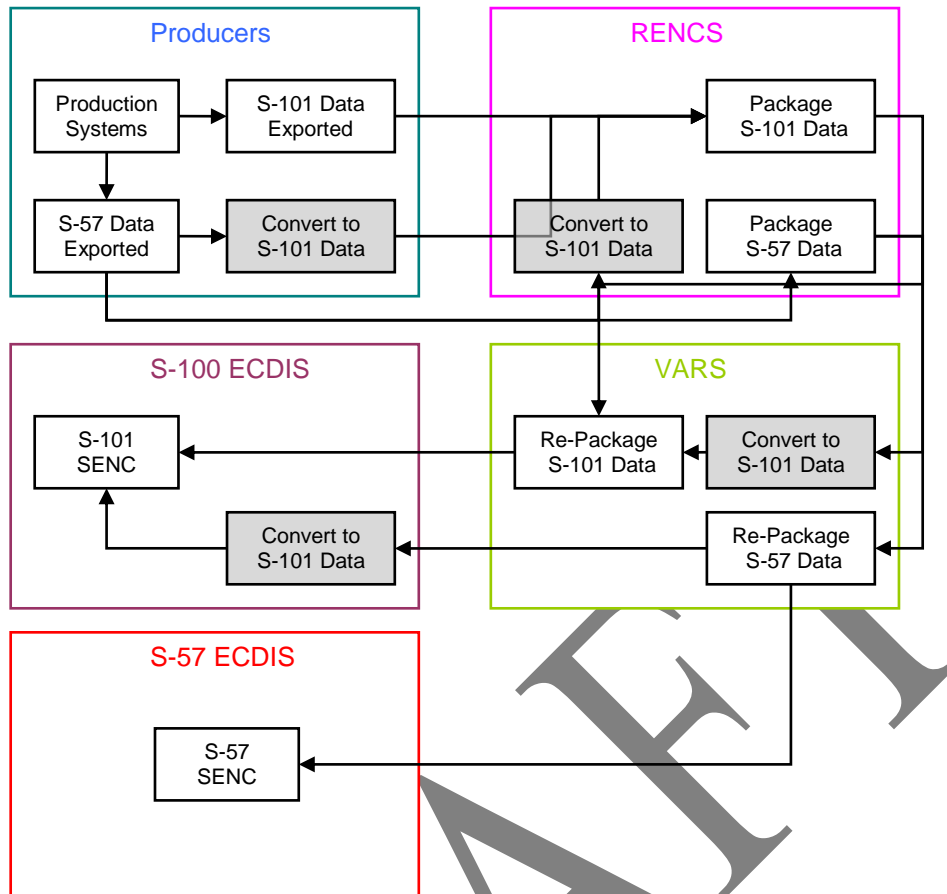 Producers
Production
Systems
S-101 Data
Exported
S-57 Data
Exported
Convert to
S-101 Data
RENCS
Package
S-101 Data
Convert to
S-101 Data
Package
S-57 Data
S-100 ECDIS
S-101
SENC
Convert to
S-101 Data
VARS
Re-Package
S-101 Data
Convert to
S-101 Data
Re-Package
S-57 Data
S-57 ECDIS
S-57
SENC